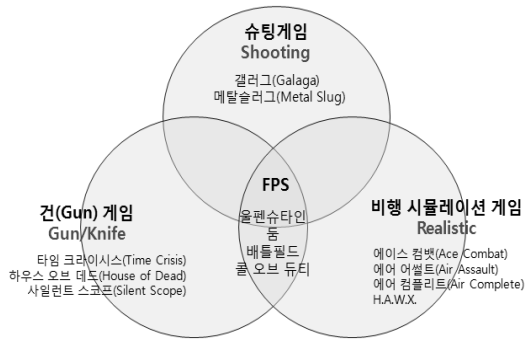 슈팅게임
Shooting
갤러그(Galaga)
메탈슬러그(Metal Slug)
FPS
울펜슈타인
둠
배틀필드
콜 오브 듀티
건(Gun) 게임
Gun/Knife
타임 크라이시스(Time Crisis)
하우스 오브 데드(House of Dead)
사일런트 스코프(Silent Scope)
비행 시뮬레이션 게임
Realistic
에이스 컴뱃(Ace Combat)
에어 어썰트(Air Assault)
에어 컴플리트(Air Complete)
H.A.W.X.